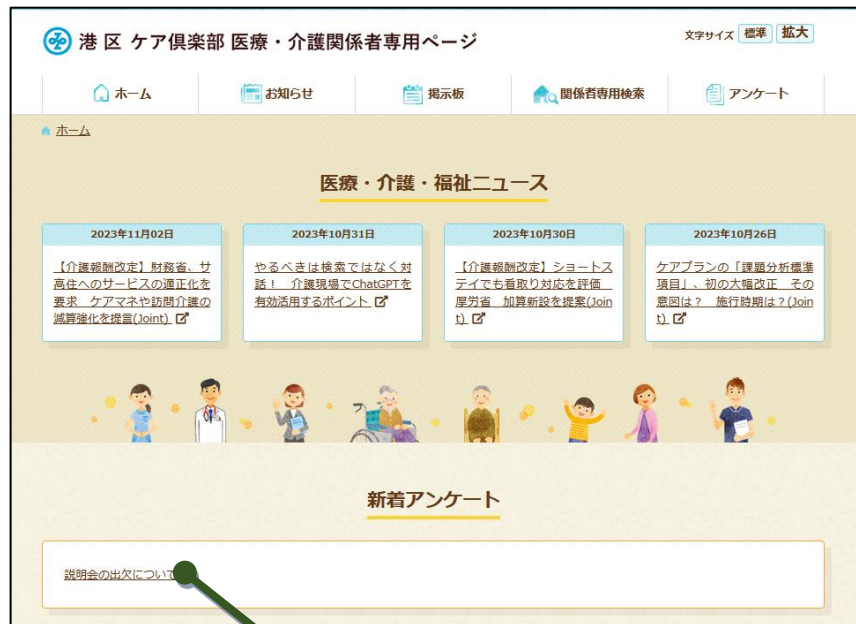 港区 ケア倶楽部 医療・介護関係者専用ページ
文字サイズ 標準 拡大
ホーム お知らせ 掲示板 関係者専用検索 アンケート
ホーム
医療・介護・福祉ニュース
2023年11月02日
【介護報酬改定】財務省、サ
高住へのサービスの適正化を
要求 ケアマネや訪問介護の
減算強化を提言(Joint)
2023年10月31日
やるべきは検索ではなく対
話！ 介護現場でChatGPTを
有効活用するポイント
2023年10月30日
【介護報酬改定】ショートス
テイでも看取り対応を評価
厚労省 加算新設を提案(Join
t)
2023年10月26日
ケアプランの「課題分析標準
項目」、初の大幅改正 その
意図は？ 施行時期は？(Join
t)
新着アンケート
説明会の出欠について